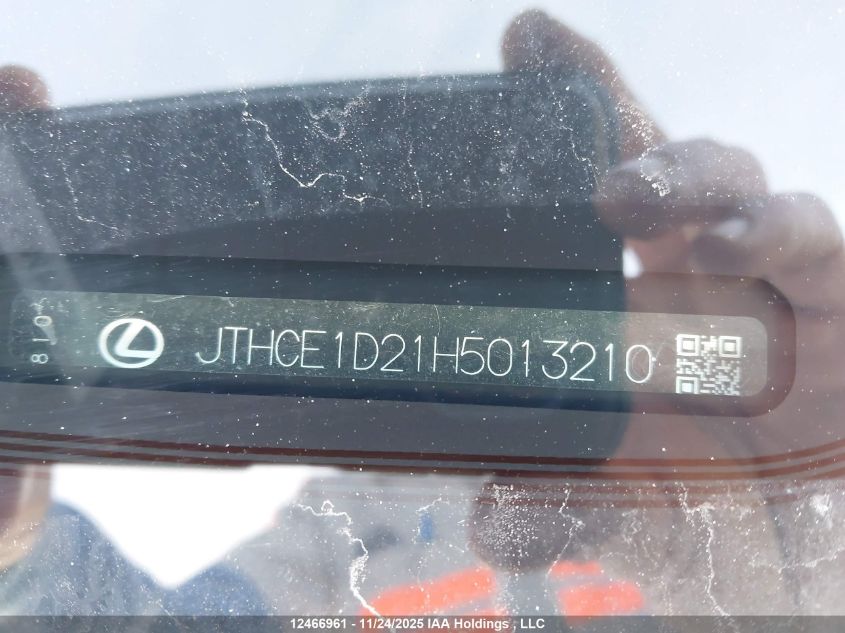 JTHCE1D21H5013210
12466961 - 11/24/2025 IAA Holdings , LLC